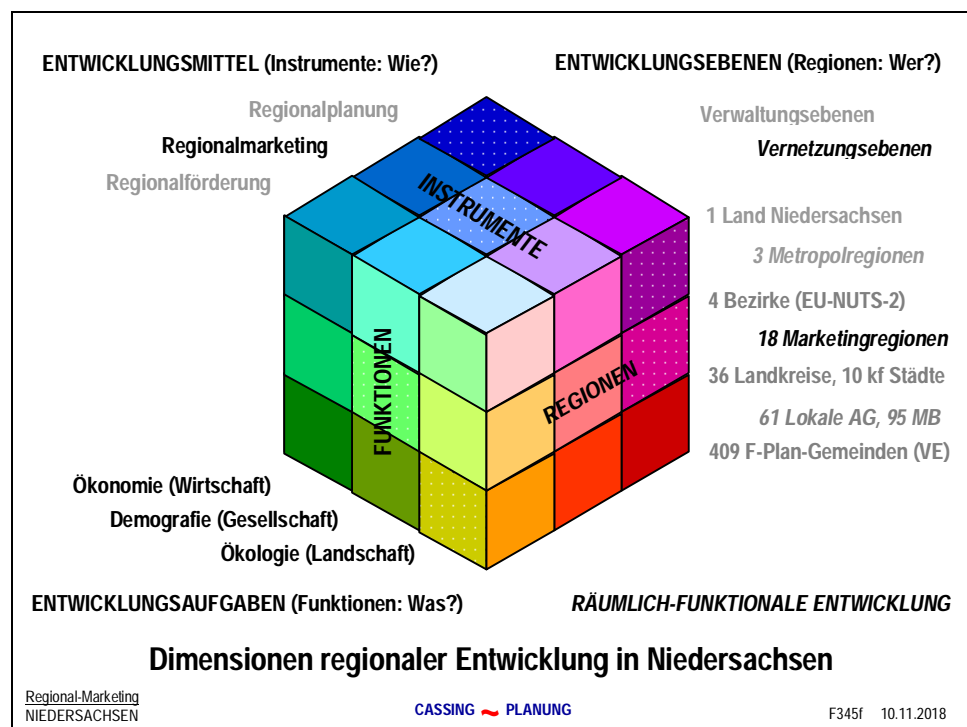 ENTWICKLUNGSMITTEL (Instrumente: Wie?)
Regionalplanung
Regionalmarketing
Regionalförderung
ENTWICKLUNGSEBENEN (Regionen: Wer?)
Verwaltungsebenen
Vernetzungsebenen
1 Land Niedersachsen
3 Metropolregionen
4 Bezirke (EU-NUTS-2)
18 Marketingregionen
36 Landkreise, 10 kf Städte
61 Lokale AG, 95 MB
409 F-Plan-Gemeinden (VE)
INSTRUMENTE
FUNKTIONEN
REGIONEN
Ökonomie (Wirtschaft)
Demografie (Gesellschaft)
Ökologie (Landschaft)
ENTWICKLUNGSAUFGABEN (Funktionen: Was?)
RÄUMLICH-FUNKTIONALE ENTWICKLUNG
Dimensionen regionaler Entwicklung in Niedersachsen
Regional-Marketing
NIEDERSACHSEN
CASSING ~ PLANUNG
F345f 10.11.2018